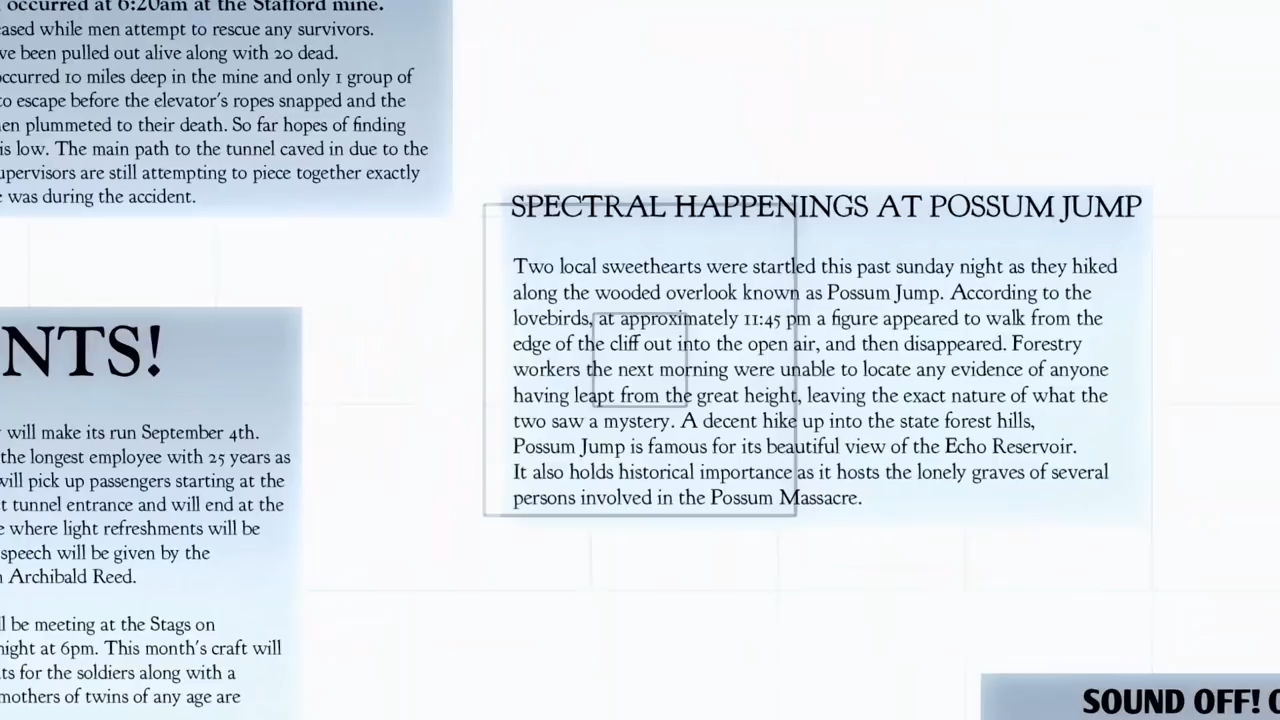 occurred at 6:20am at the Stafford mine.
eased while men attempt to rescue any survivors.
ve been pulled out alive along with 20 dead.
occurred 10 miles deep in the mine and only 1 group of
to escape before the elevator's ropes snapped and the
en plummeted to their death. So far hopes of finding
is low. The main path to the tunnel caved in due to the
upervisors are still attempting to piece together exactly
e was during the accident.
NTS!
will make its run September 4th.
the longest employee with 25 years as
will pick up passengers starting at the
t tunnel entrance and will end at the
e where light refreshments will be
speech will be given by the
n Archibald Reed.
ll be meeting at the Stags on
night at 6pm. This month's craft will
ts for the soldiers along with a
mothers of twins of any age are
SPECTRAL HAPPENINGS AT POSSUM JUMP
Two local sweethearts were startled this past sunday night as they hiked
along the wooded overlook known as Possum Jump. According to the
lovebirds, at approximately 11:45 pm a figure appeared to walk from the
edge of the cliff out into the open air, and then disappeared. Forestry
workers the next morning were unable to locate any evidence of anyone
having leapt from the great height, leaving the exact nature of what the
two saw a mystery. A decent hike up into the state forest hills,
Possum Jump is famous for its beautiful view of the Echo Reservoir.
It also holds historical importance as it hosts the lonely graves of several
persons involved in the Possum Massacre.
SOUND OFF!